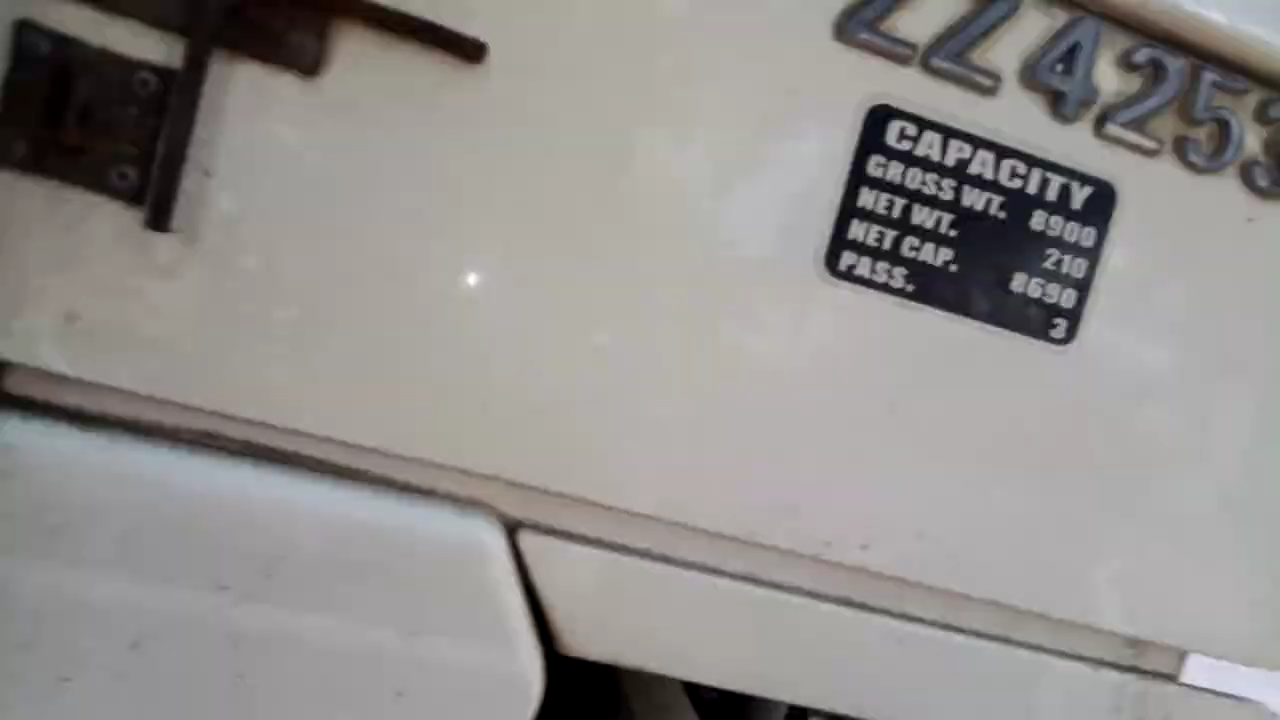 ZZ4253
CAPACITY
GROSS WT. 8900
NET WT. 210
NET CAP. 8690
PASS. 3